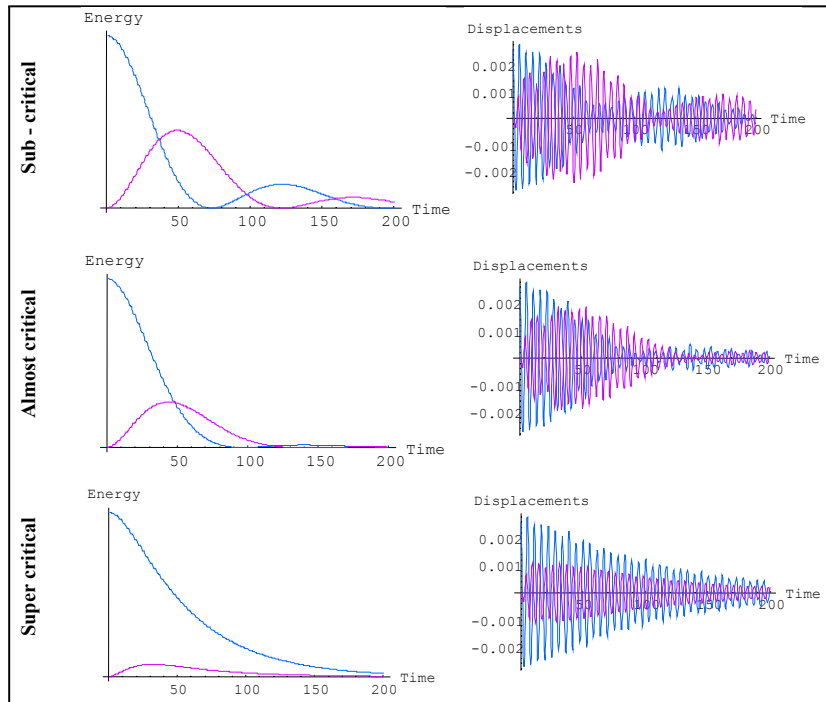 Sub - critical
Energy
50
100
150
200
Time
Displacements
0.002
0.001
-0.001
-0.002
50
100
150
200
Time
Almost critical
Energy
50
100
150
200
Time
Displacements
0.002
0.001
-0.001
-0.002
50
100
150
200
Time
Super critical
Energy
50
100
150
200
Time
Displacements
0.002
0.001
-0.001
-0.002
50
100
150
200
Time